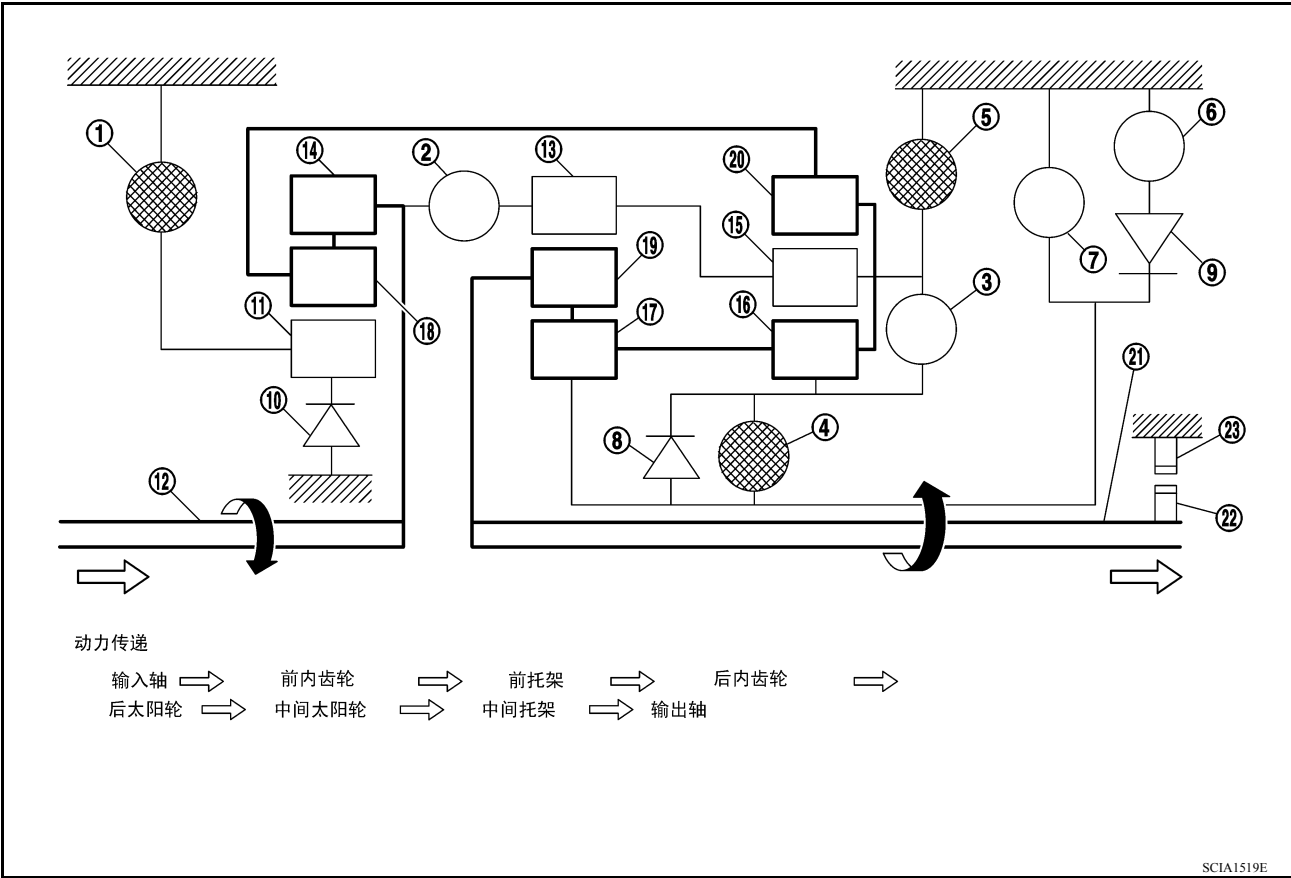 ① ② ③ ④ ⑤ ⑥ ⑦ ⑧ ⑨ ⑩ ⑪ ⑫ ⑬ ⑭ ⑮ ⑯ ⑰ ⑱ ⑲ ⑳ ㉑ ㉒ ㉓
动力传递
输入轴 前内齿轮 前托架 后内齿轮
后太阳轮 中间太阳轮 中间托架 输出轴
SCIA1519E